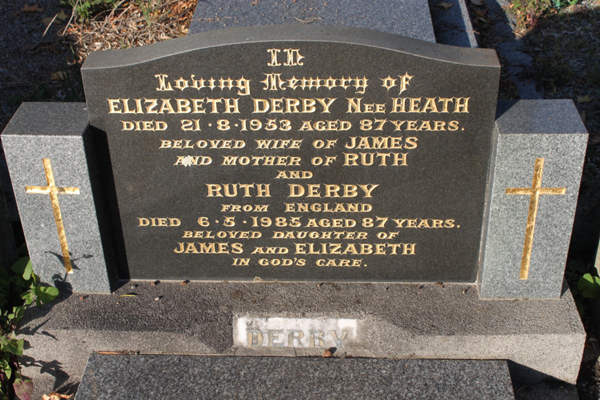 In
Loving Memory of
ELIZABETH DERBY NEE HEATH
DIED 21·8·1953 AGED 87 YEARS.
BELOVED WIFE OF JAMES
AND MOTHER OF RUTH
AND
RUTH DERBY
FROM ENGLAND
DIED 6·5·1985 AGED 87 YEARS.
BELOVED DAUGHTER OF
JAMES AND ELIZABETH
IN GOD'S CARE.
DERBY